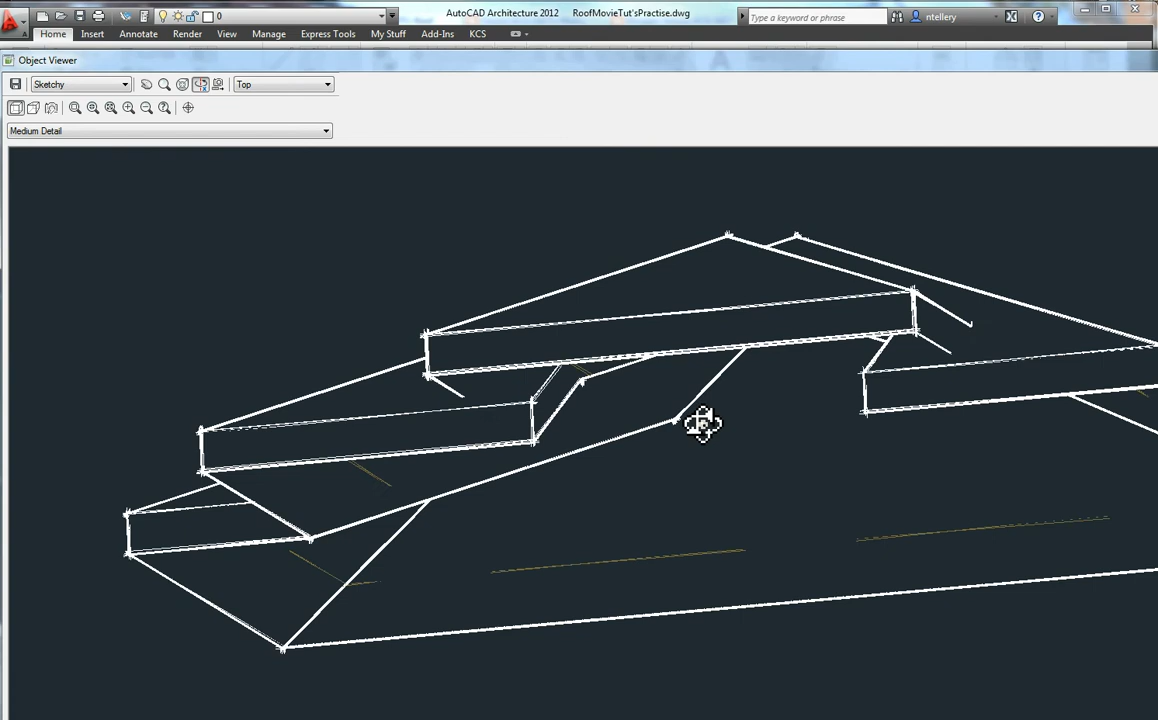 AutoCAD Architecture 2012 RoofMovieTut'sPractise.dwg
Type a keyword or phrase
ntellery
0
Home Insert Annotate Render View Manage Express Tools My Stuff Add-Ins KCS
Object Viewer
Sketchy
Top
Medium Detail